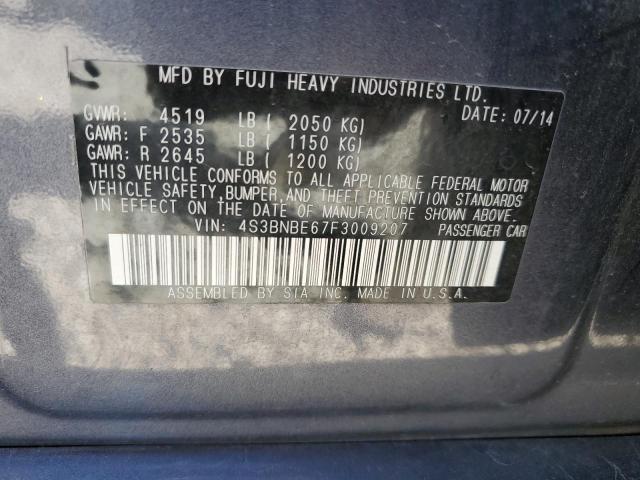 MFD BY FUJI HEAVY INDUSTRIES LTD.
GVWR: 4519 LB ( 2050 KG) DATE: 07/14
GAWR: F 2535 LB ( 1150 KG)
GAWR: R 2645 LB ( 1200 KG)
THIS VEHICLE CONFORMS TO ALL APPLICABLE FEDERAL MOTOR
VEHICLE SAFETY, BUMPER, AND THEFT PREVENTION STANDARDS
IN EFFECT ON THE DATE OF MANUFACTURE SHOWN ABOVE.
VIN: 4S3BNBE67F3009207 PASSENGER CAR
ASSEMBLED BY SIA INC. MADE IN U.S.A.